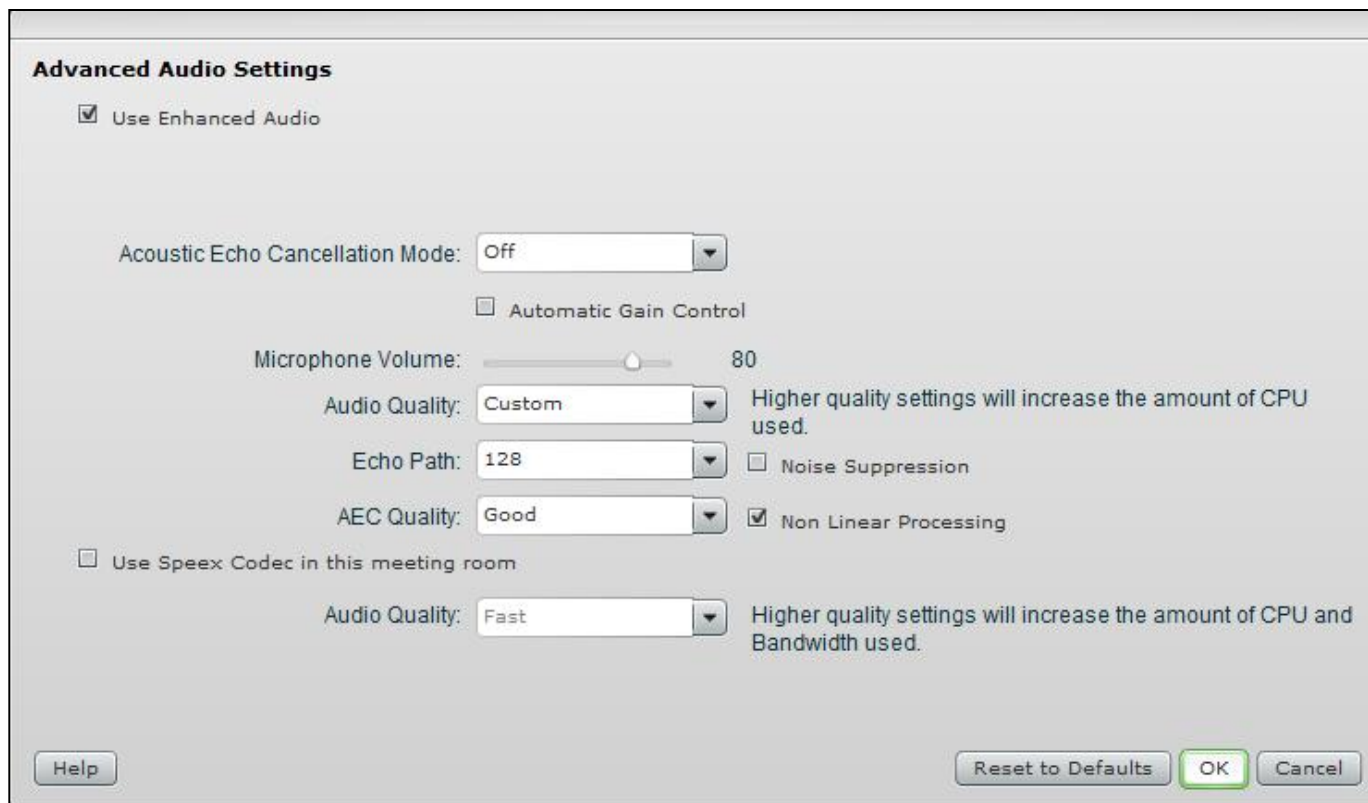 Advanced Audio Settings
Use Enhanced Audio
Acoustic Echo Cancellation Mode: Off
Automatic Gain Control
Microphone Volume: 80
Audio Quality: Custom Higher quality settings will increase the amount of CPU
used.
Echo Path: 128 Noise Suppression
AEC Quality: Good Non Linear Processing
Use Speex Codec in this meeting room
Audio Quality: Fast Higher quality settings will increase the amount of CPU and
Bandwidth used.
Help Reset to Defaults OK Cancel